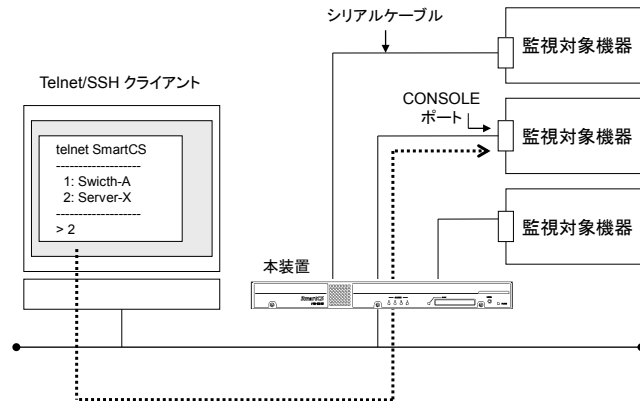 シリアルケーブル
監視対象機器
Telnet/SSH クライアント
CONSOLE
ポート
監視対象機器
telnet SmartCS
--------------------
1: Swicth-A
2: Server-X
--------------------
> 2
監視対象機器
本装置
SmartCS